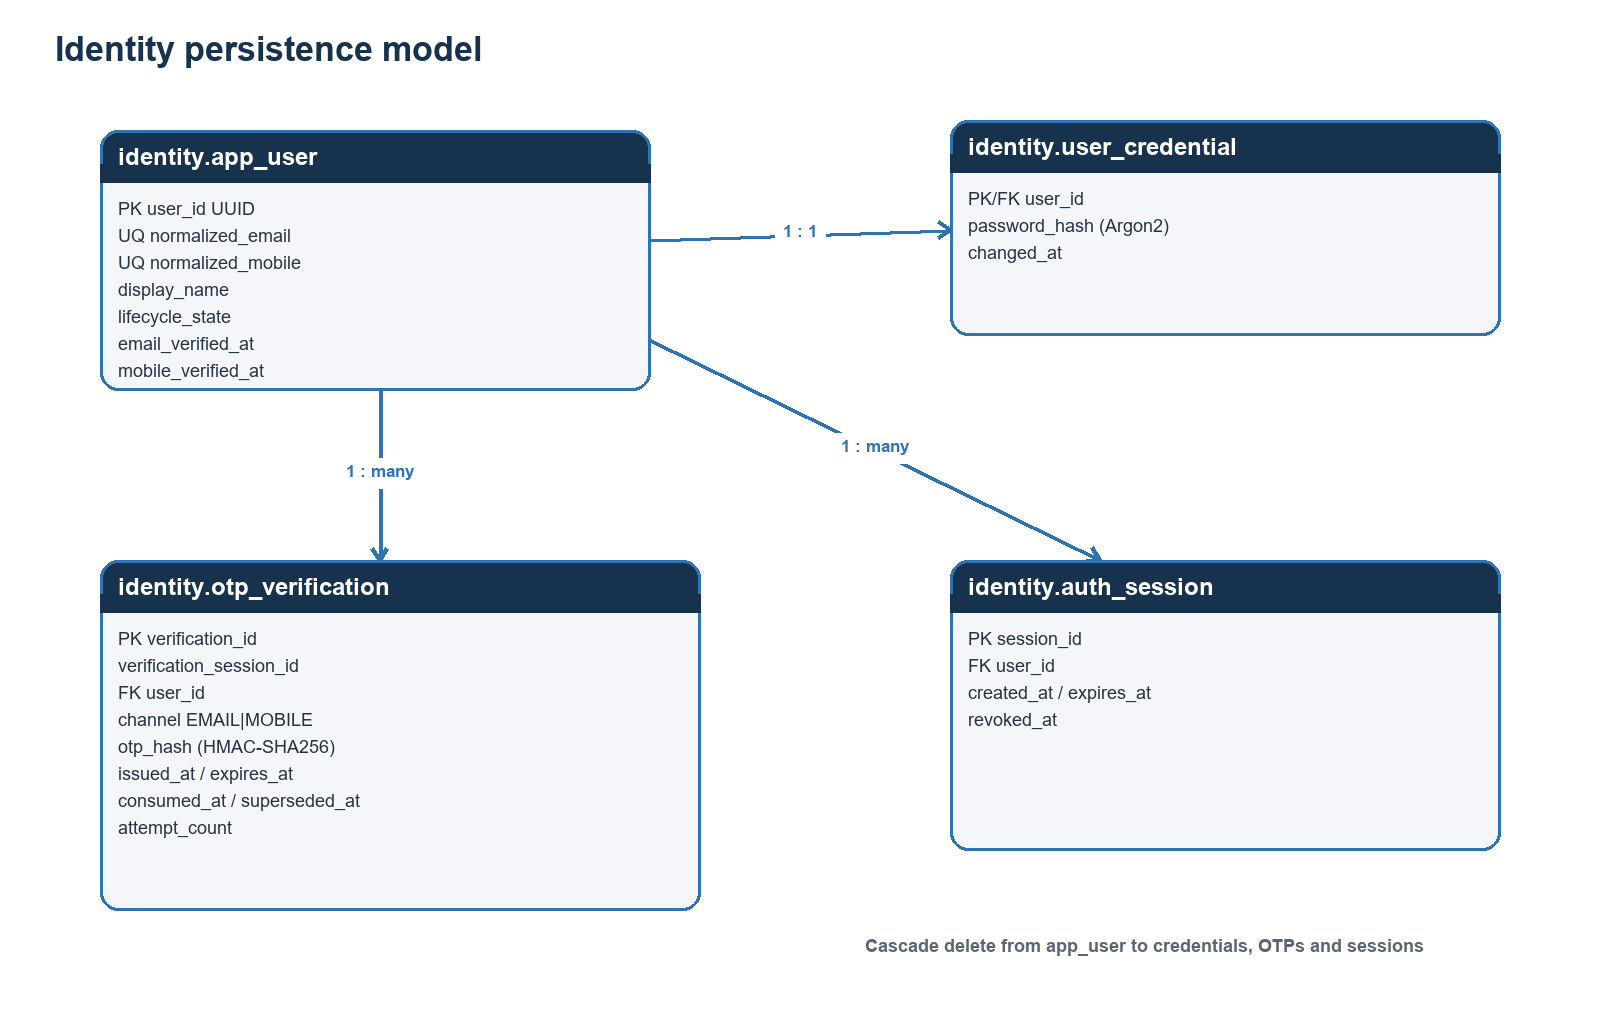 Identity persistence model
identity.app_user
PK user_id UUID
UQ normalized_email
UQ normalized_mobile
display_name
lifecycle_state
email_verified_at
mobile_verified_at
1 : 1
identity.user_credential
PK/FK user_id
password_hash (Argon2)
changed_at
1 : many
1 : many
identity.otp_verification
PK verification_id
verification_session_id
FK user_id
channel EMAIL|MOBILE
otp_hash (HMAC-SHA256)
issued_at / expires_at
consumed_at / superseded_at
attempt_count
identity.auth_session
PK session_id
FK user_id
created_at / expires_at
revoked_at
Cascade delete from app_user to credentials, OTPs and sessions